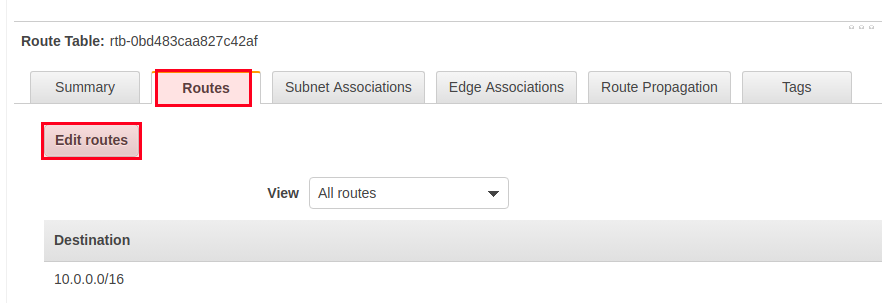 Route Table: rtb-0bd483caa827c42af
Summary Routes Subnet Associations Edge Associations Route Propagation Tags
Edit routes
View All routes
Destination
10.0.0.0/16